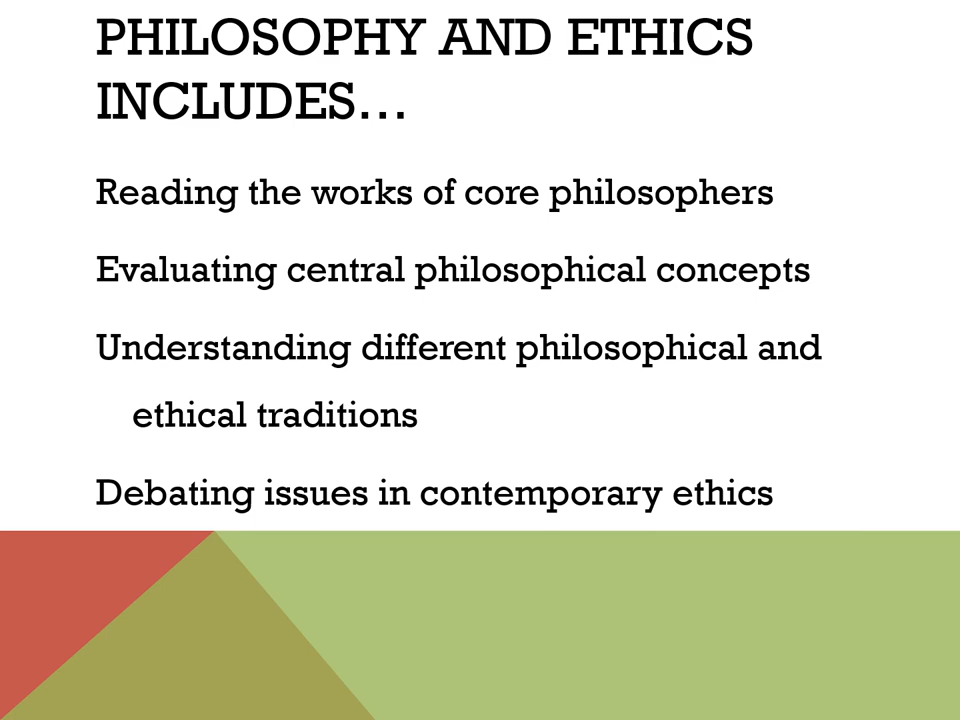 PHILOSOPHY AND ETHICS
INCLUDES…
Reading the works of core philosophers
Evaluating central philosophical concepts
Understanding different philosophical and
ethical traditions
Debating issues in contemporary ethics